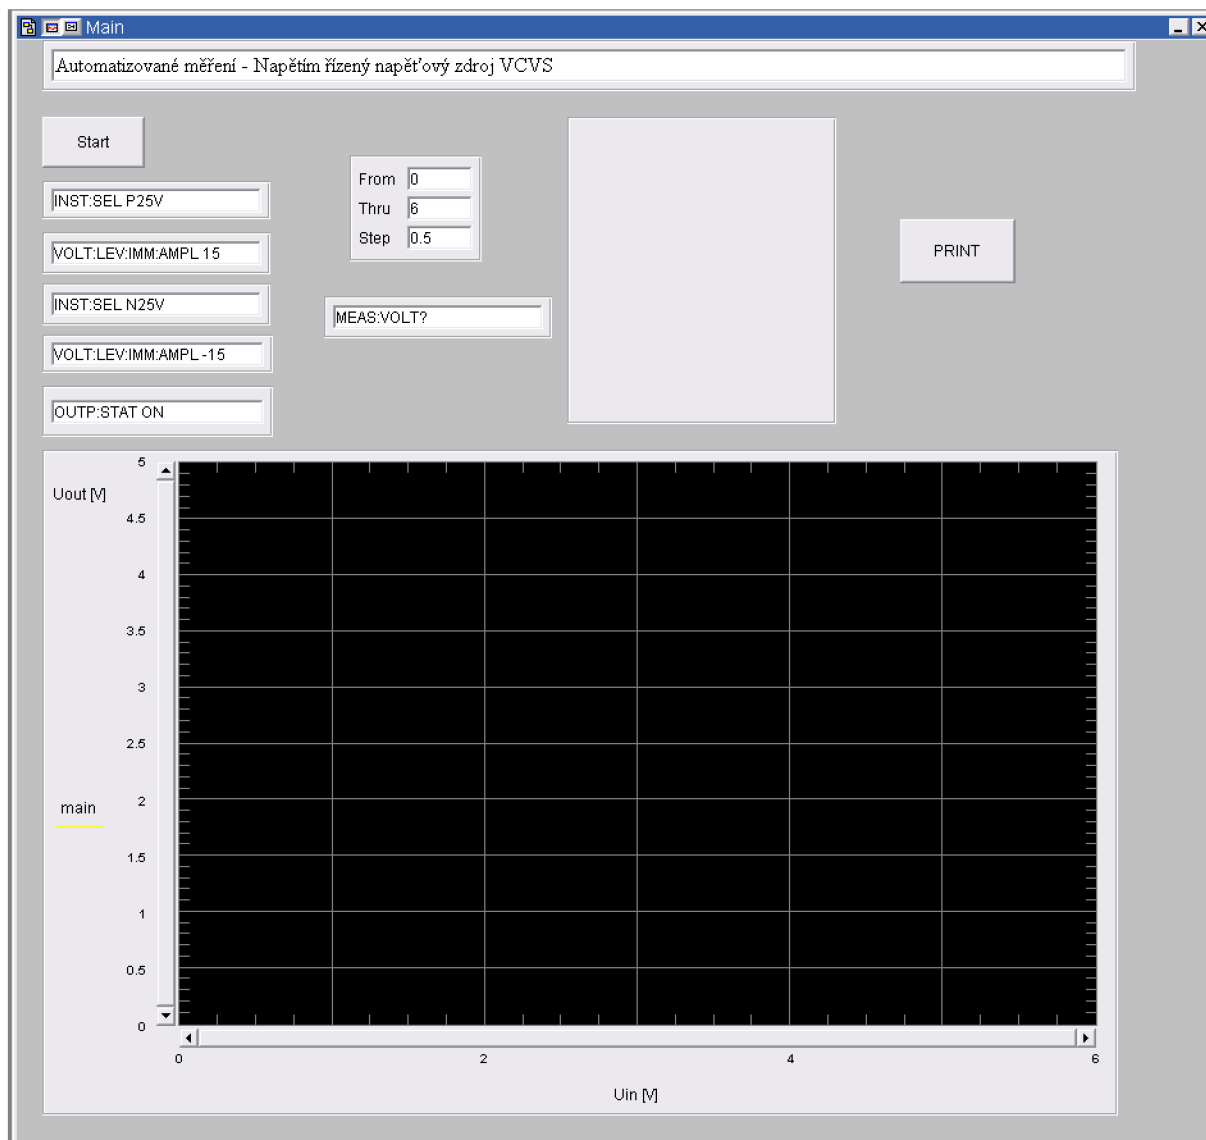 Main
Automatizované měření - Napětím řízený napěťový zdroj VCVS
Start
INST:SEL P25V
VOLT:LEV:IMM:AMPL 15
INST:SEL N25V
VOLT:LEV:IMM:AMPL -15
OUTP:STAT ON
From 0
Thru 6
Step 0.5
MEAS:VOLT?
PRINT
Uout [V]
5
4.5
4
3.5
3
2.5
2
1.5
1
0.5
0
main
0 2 4 6
Uin [V]